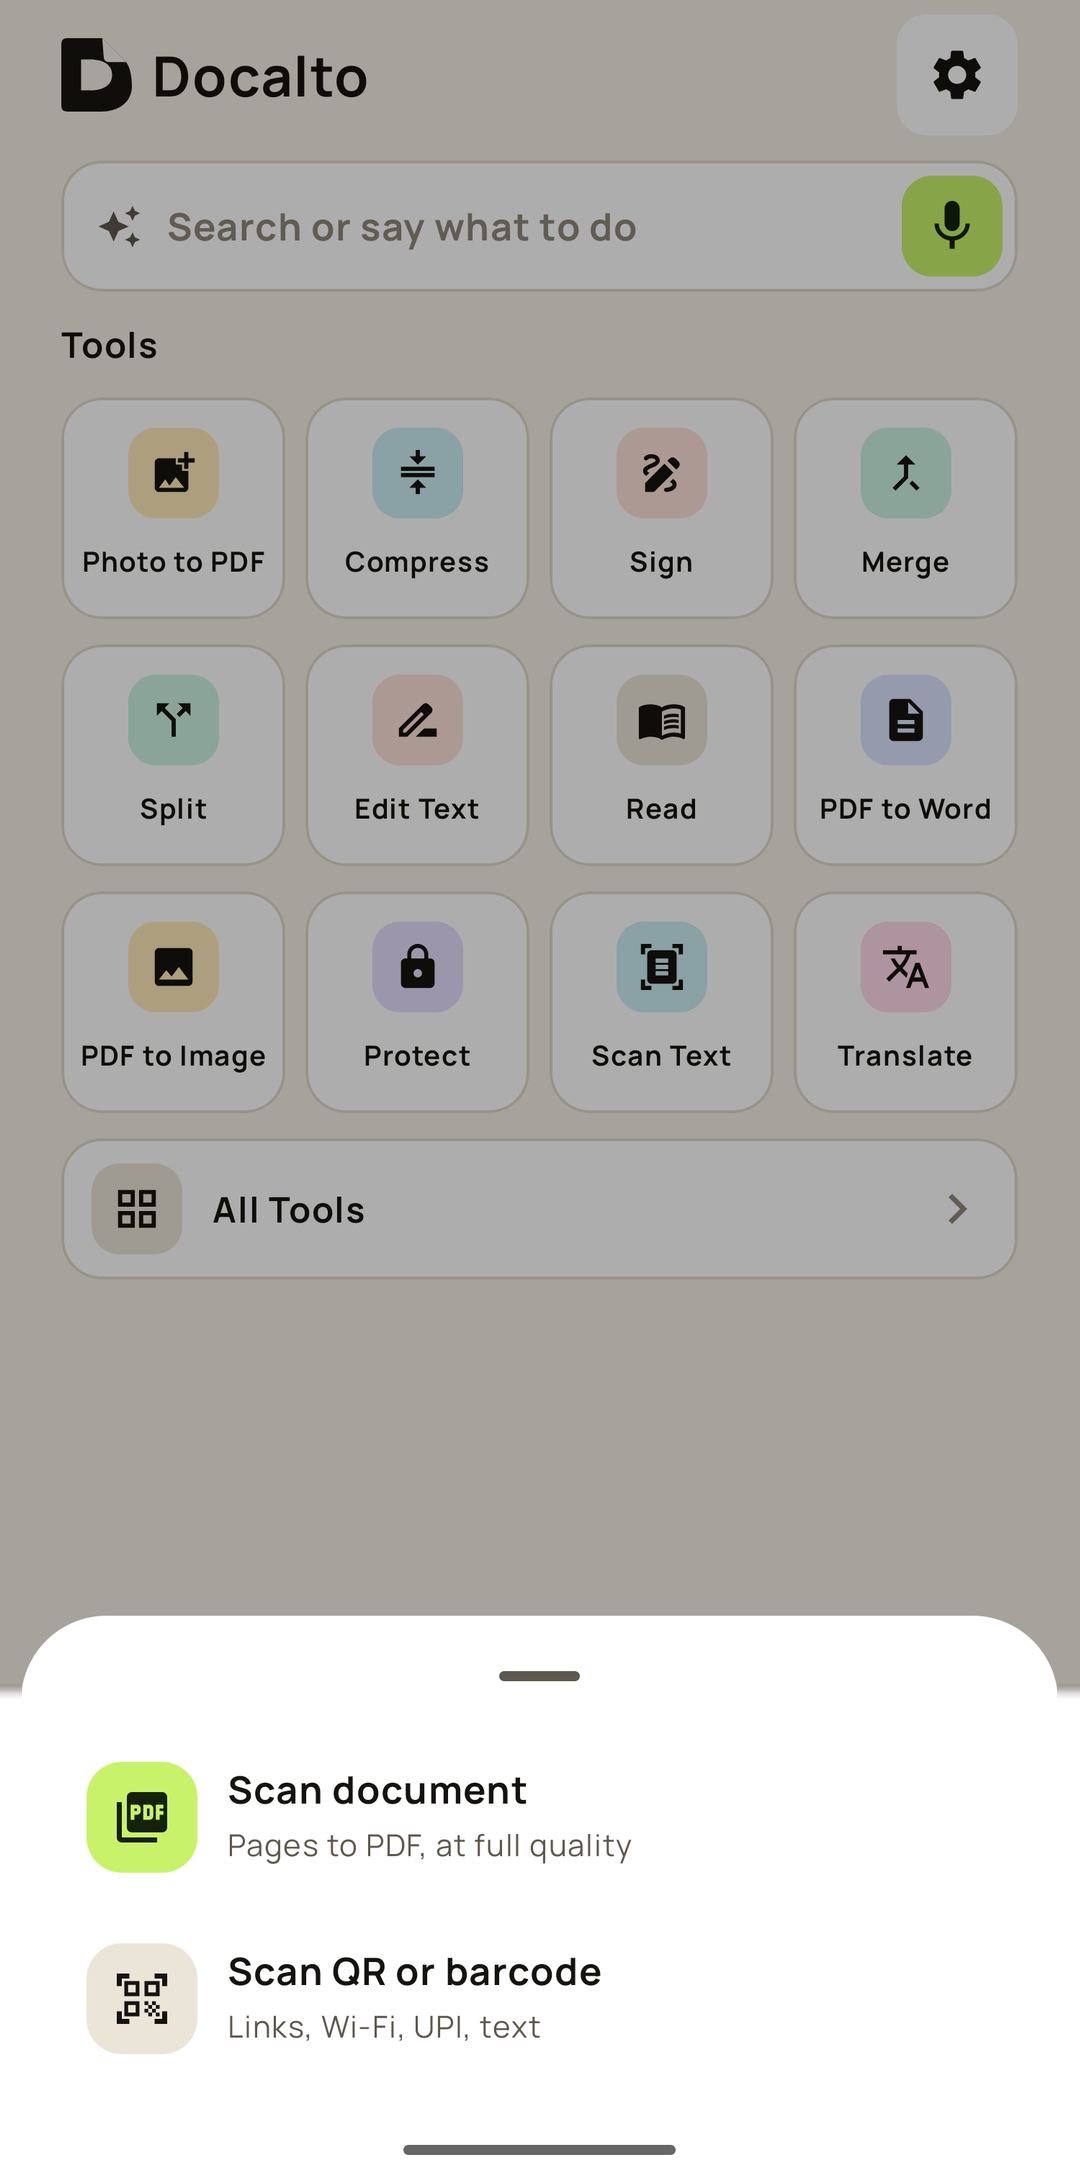 Docalto
Search or say what to do
Tools
Photo to PDF
Compress
Sign
Merge
Split
Edit Text
Read
PDF to Word
PDF to Image
Protect
Scan Text
Translate
All Tools
PDF
Scan document
Pages to PDF, at full quality
Scan QR or barcode
Links, Wi-Fi, UPI, text